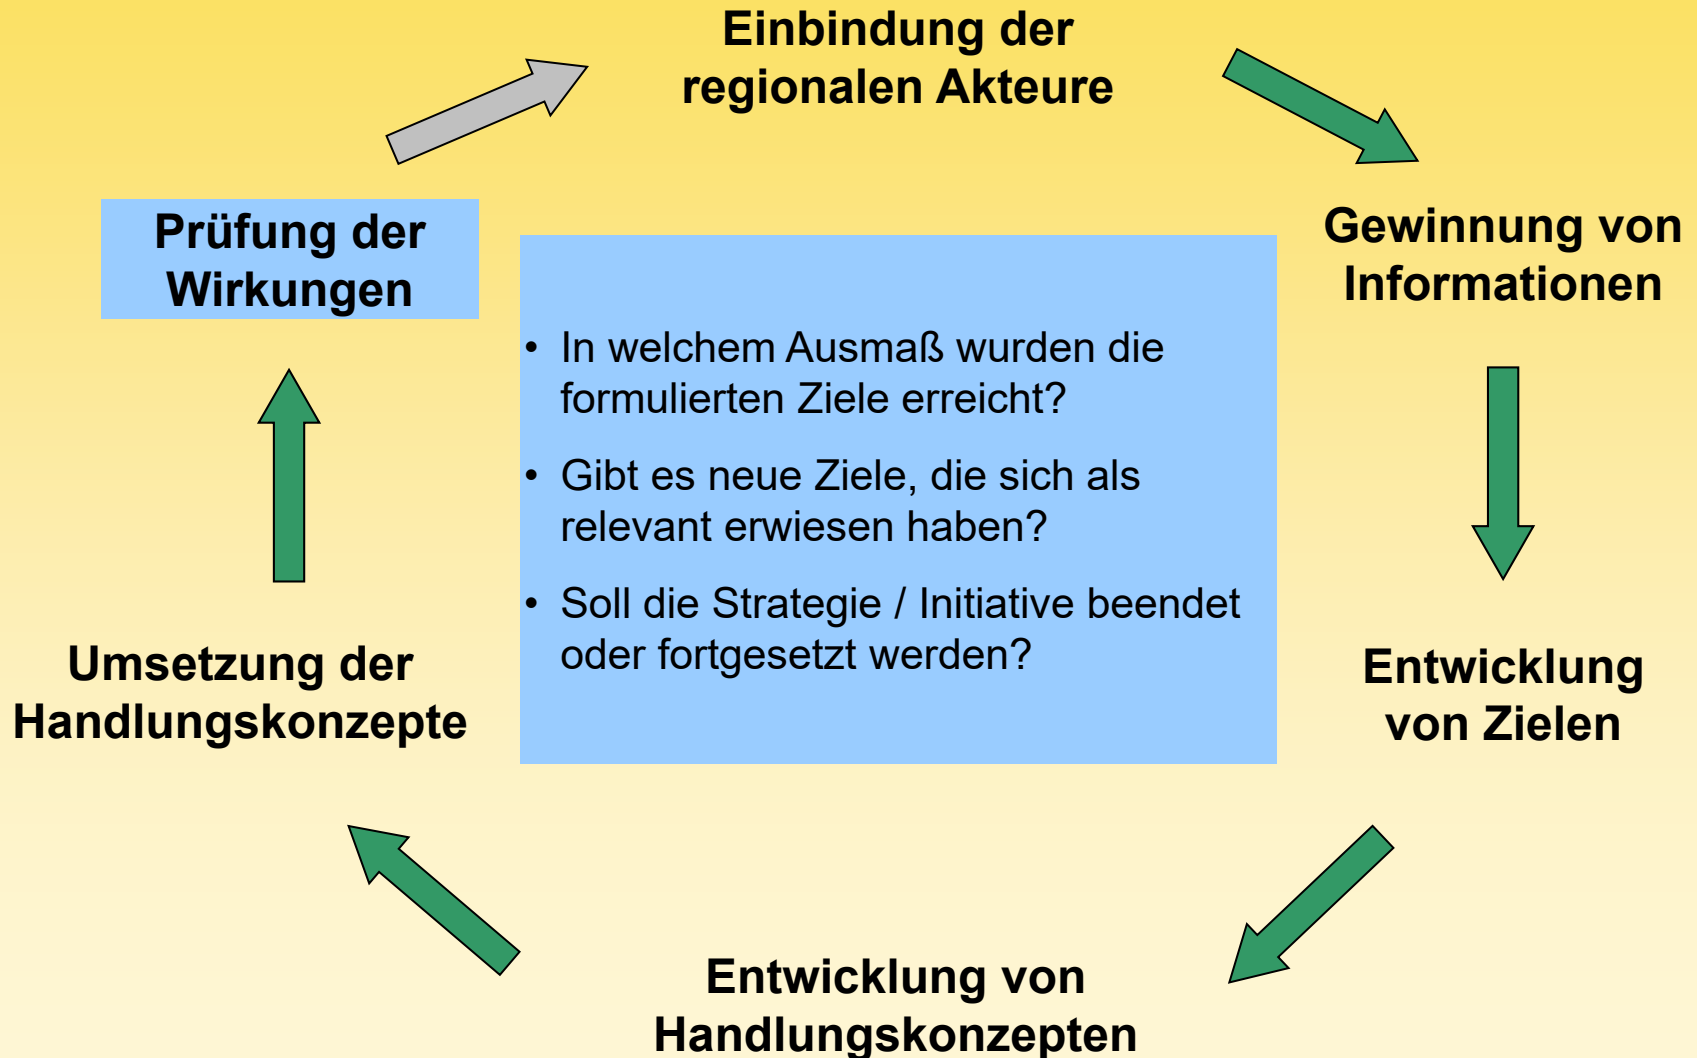 Einbindung der
regionalen Akteure
Prüfung der
Wirkungen
Gewinnung von
Informationen
• In welchem Ausmaß wurden die
formulierten Ziele erreicht?
• Gibt es neue Ziele, die sich als
relevant erwiesen haben?
• Soll die Strategie / Initiative beendet
oder fortgesetzt werden?
Umsetzung der
Handlungskonzepte
Entwicklung
von Zielen
Entwicklung von
Handlungskonzepten